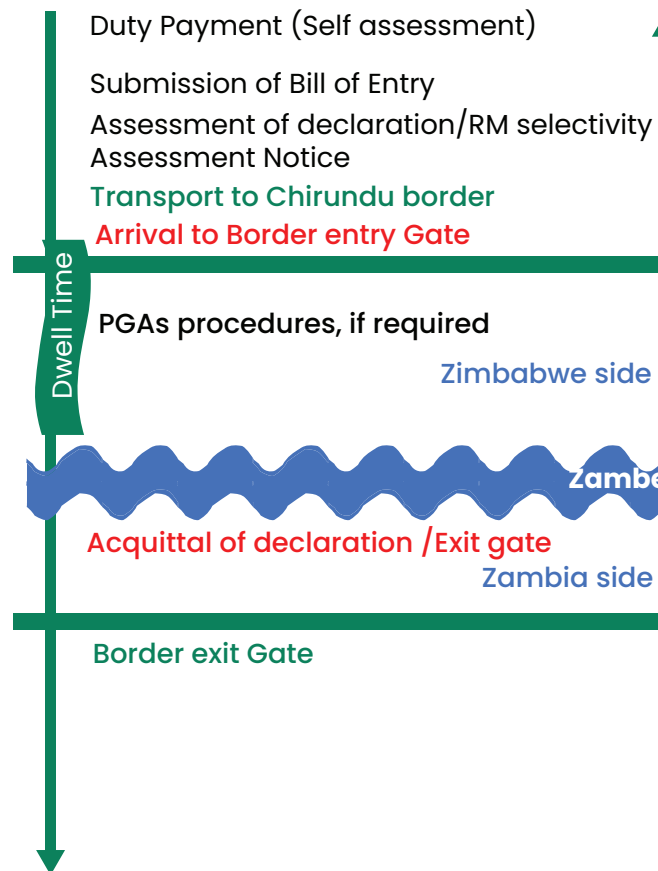 Duty Payment (Self assessment)
Submission of Bill of Entry
Assessment of declaration/RM selectivity
Assessment Notice
Transport to Chirundu border
Arrival to Border entry Gate
Dwell Time
PGAs procedures, if required
Zimbabwe side
Zambe
Acquittal of declaration /Exit gate
Zambia side
Border exit Gate